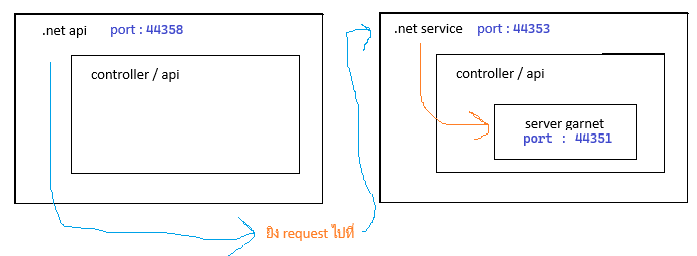 .net api port : 44358
controller / api
.net service port : 44353
controller / api
server garnet
port : 44351
ยิง request ไปที่